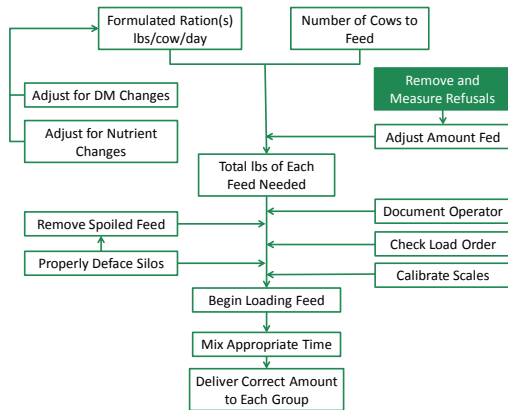 Formulated Ration(s)
lbs/cow/day
Number of Cows to
Feed
Remove and
Measure Refusals
Adjust for DM Changes
Adjust for Nutrient
Changes
Adjust Amount Fed
Total lbs of Each
Feed Needed
Remove Spoiled Feed
Document Operator
Check Load Order
Properly Deface Silos
Calibrate Scales
Begin Loading Feed
Mix Appropriate Time
Deliver Correct Amount
to Each Group